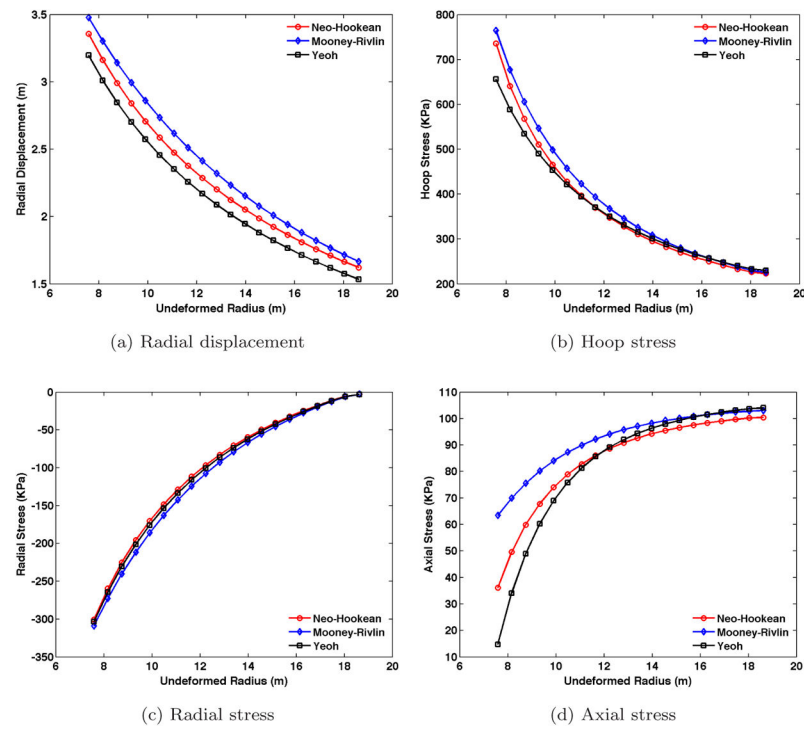 4
3.5
3
2.5
2
1.5
6
8
10
12
14
16
18
20
Radial Displacement (m)
Undeformed Radius (m)
Neo-Hookean
Mooney-Rivlin
Yeoh
(a) Radial displacement
800
700
600
500
400
300
200
6
8
10
12
14
16
18
20
Hoop Stress (KPa)
Undeformed Radius (m)
Neo-Hookean
Mooney-Rivlin
Yeoh
(b) Hoop stress
0
-50
-100
-150
-200
-250
-300
-350
6
8
10
12
14
16
18
20
Radial Stress (KPa)
Undeformed Radius (m)
Neo-Hookean
Mooney-Rivlin
Yeoh
(c) Radial stress
110
100
90
80
70
60
50
40
30
20
10
6
8
10
12
14
16
18
20
Axial Stress (KPa)
Undeformed Radius (m)
Neo-Hookean
Mooney-Rivlin
Yeoh
(d) Axial stress